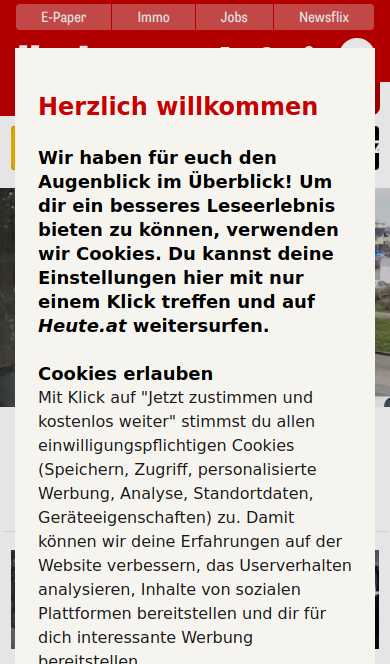 E-Paper
Immo
Jobs
Newsflix
Herzlich willkommen
Wir haben für euch den
Augenblick im Überblick! Um
dir ein besseres Leseerlebnis
bieten zu können, verwenden
wir Cookies. Du kannst deine
Einstellungen hier mit nur
einem Klick treffen und auf
Heute.at weitersurfen.
Cookies erlauben
Mit Klick auf "Jetzt zustimmen und
kostenlos weiter" stimmst du allen
einwilligungspflichtigen Cookies
(Speichern, Zugriff, personalisierte
Werbung, Analyse, Standortdaten,
Geräteeigenschaften) zu. Damit
können wir deine Erfahrungen auf der
Website verbessern, das Userverhalten
analysieren, Inhalte von sozialen
Plattformen bereitstellen und dir für
dich interessante Werbung
bereitstellen